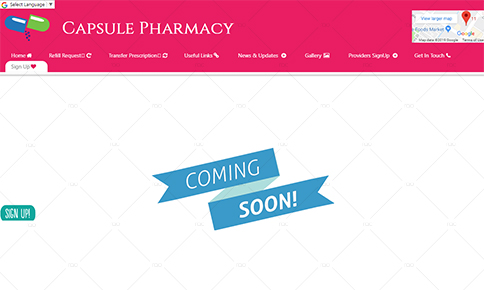 Select Language ▼
CAPSULE PHARMACY
View larger map
Expedo Market
Google
Map data ©2019 Google Terms of Use
Home
Refill Request
Transfer Prescription
Useful Links
News & Updates
Gallery
Providers SignUp
Get In Touch
Sign Up
COMING
SOON!
SIGN UP!